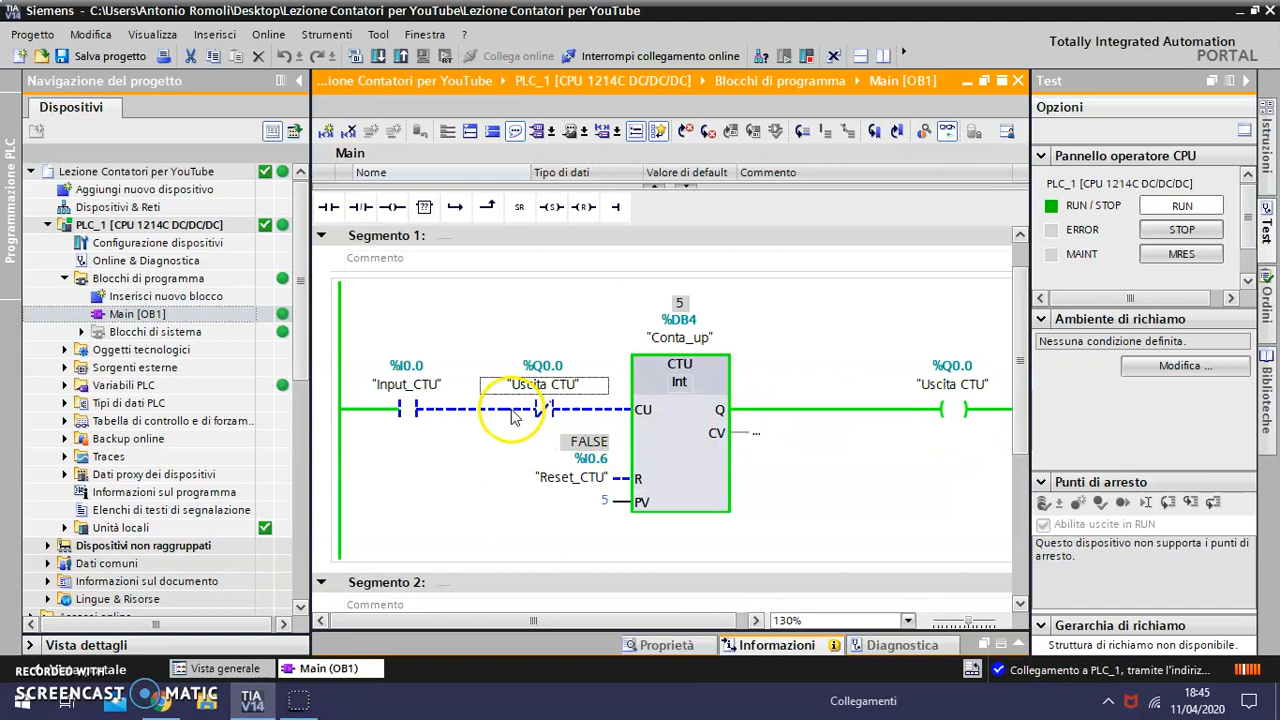 Siemens - C:\Users\Antonio Romoli\Desktop\Lezione Contatori per YouTube\Lezione Contatori per YouTube
TIA
V14
Progetto Modifica Visualizza Inserisci Online Strumenti Tool Finestra ?
Totally Integrated Automation
PORTAL
Salva progetto Collega online Interrompi collegamento online
Navigazione del progetto
...ione Contatori per YouTube PLC_1 [CPU 1214C DC/DC/DC] Blocchi di programma Main [OB1]
Test
Dispositivi
Opzioni
Programmazione PLC
Main
Nome Tipo di dati Valore di default Commento
Lezione Contatori per YouTube
Aggiungi nuovo dispositivo
Dispositivi & Reti
PLC_1 [CPU 1214C DC/DC/DC]
Configurazione dispositivi
Online & Diagnostica
Blocchi di programma
Inserisci nuovo blocco
Main [OB1]
Blocchi di sistema
Oggetti tecnologici
Sorgenti esterne
Variabili PLC
Tipi di dati PLC
Tabella di controllo e di forzam...
Backup online
Traces
Dati proxy dei dispositivi
Informazioni sul programma
Elenchi di testi di segnalazione
Unità locali
Dispositivi non raggruppati
Dati comuni
Informazioni sul documento
Lingue & Risorse
Vista dettagli
??
SR
(S)
(R)
Segmento 1: .....
Commento
5
%DB4
"Conta_up"
CTU
Int
%I0.0
"Input_CTU"
%Q0.0
"Uscita CTU"
CU
Q
CV
...
FALSE
%I0.6
"Reset_CTU"
R
5
PV
%Q0.0
"Uscita CTU"
Segmento 2: .....
Commento
130%
Proprietà Informazioni Diagnostica
Pannello operatore CPU
PLC_1 [CPU 1214C DC/DC/DC]
RUN / STOP RUN
ERROR STOP
MAINT MRES
Ambiente di richiamo
Nessuna condizione definita.
Modifica ...
Punti di arresto
Abilita uscite in RUN
Questo dispositivo non supporta i punti di
arresto.
Gerarchia di richiamo
Struttura di richiamo non disponibile.
Istruzioni
Test
Ordini
Biblioteche
Vista generale
Main (OB1)
Collegamento a PLC_1, tramite l'indiriz...
RECORDED WITH
SCREENCAST MATIC
TIA
V14
Collegamenti
18:45
11/04/2020